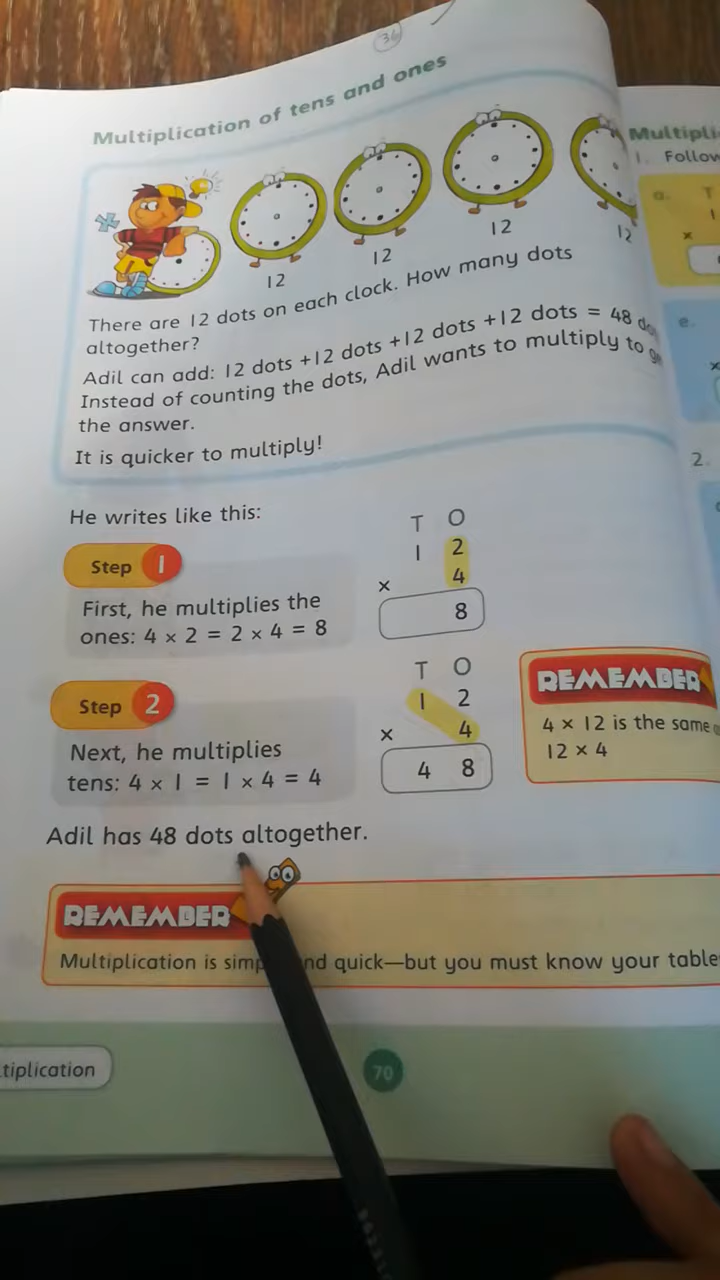 36
Multiplication of tens and ones
12
12
12
12
There are 12 dots on each clock. How many dots
altogether?
Adil can add: 12 dots +12 dots +12 dots +12 dots = 48 do
Instead of counting the dots, Adil wants to multiply to ge
the answer.
It is quicker to multiply!
He writes like this:
Step 1
First, he multiplies the
ones: 4 × 2 = 2 × 4 = 8
T O
1 2
× 4
8
Step 2
Next, he multiplies
tens: 4 × 1 = 1 × 4 = 4
T O
1 2
× 4
4 8
REMEMBER
4 × 12 is the same
12 × 4
Adil has 48 dots altogether.
REMEMBER
Multiplication is nd quick—but you must know your table
tiplication
70
Multipli
1. Follow
a. T
1
×
e.
×
2.